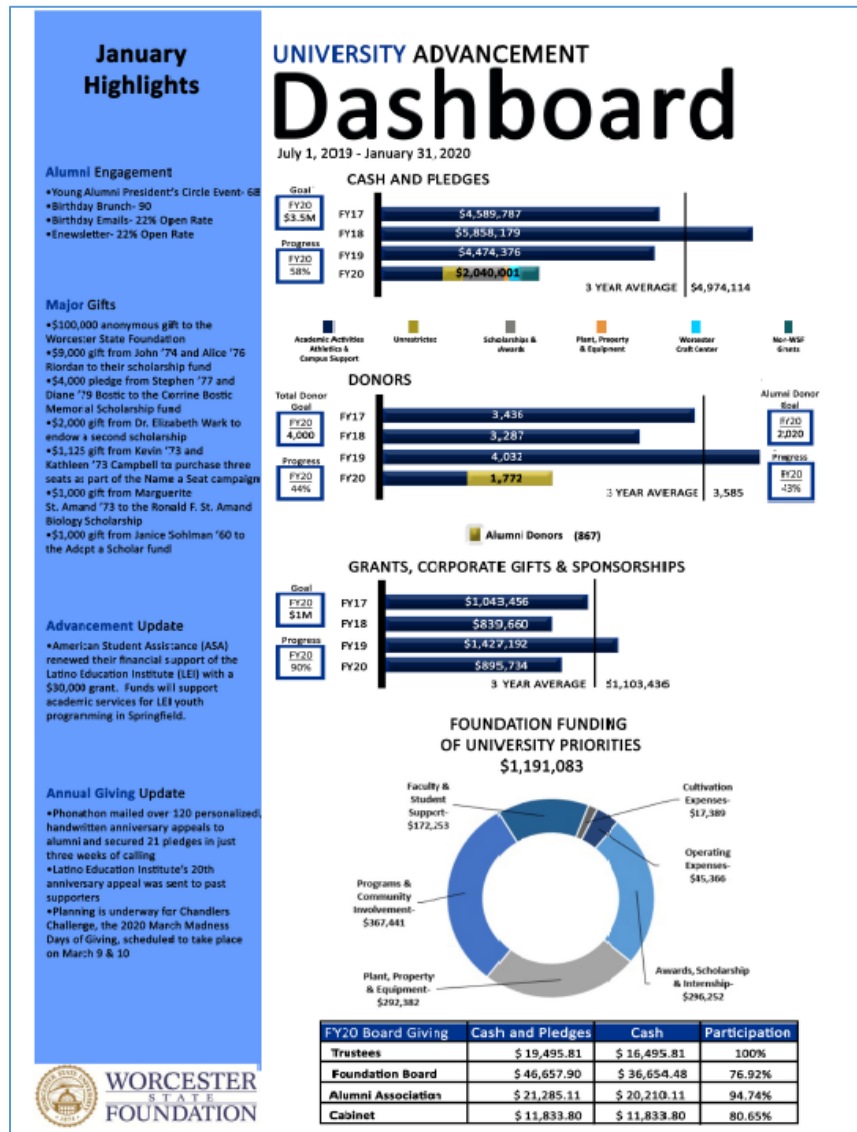 January
Highlights
Alumni Engagement
•Young Alumni President's Circle Event- 68
•Birthday Brunch- 90
•Birthday Emails- 22% Open Rate
•Enewsletter- 22% Open Rate
Major Gifts
•$100,000 anonymous gift to the
Worcester State Foundation
•$9,000 gift from John '74 and Alice '76
Riordan to their scholarship fund
•$4,000 pledge from Stephen '77 and
Diane '79 Bostic to the Corrine Bostic
Memorial Scholarship fund
•$2,000 gift from Dr. Elizabeth Wark to
endow a second scholarship
•$1,125 gift from Kevin '73 and
Kathleen '73 Campbell to purchase three
seats as part of the Name a Seat campaign
•$1,000 gift from Marguerite
St. Amand '73 to the Ronald F. St. Amand
Biology Scholarship
•$1,000 gift from Janice Sohlman '60 to
the Adopt a Scholar fund
Advancement Update
•American Student Assistance (ASA)
renewed their financial support of the
Latino Education Institute (LEI) with a
$30,000 grant. Funds will support
academic services for LEI youth
programming in Springfield.
Annual Giving Update
•Phonathon mailed over 120 personalized,
handwritten anniversary appeals to
alumni and secured 21 pledges in just
three weeks of calling
•Latino Education Institute's 20th
anniversary appeal was sent to past
supporters
•Planning is underway for Chandlers
Challenge, the 2020 March Madness
Days of Giving, scheduled to take place
on March 9 & 10
WORCESTER
STATE
FOUNDATION
UNIVERSITY ADVANCEMENT
Dashboard
July 1, 2019 - January 31, 2020
CASH AND PLEDGES
Goal
FY20
$3.5M
Progress
FY20
58%
FY17 $4,589,787
FY18 $5,858,179
FY19 $4,474,376
FY20 $2,040,001
3 YEAR AVERAGE $4,974,114
Academic Activities
Athletics &
Campus Support
Unrestricted
Scholarships &
Awards
Plant, Property
& Equipment
Worcester
Craft Center
Non-WSF
Grants
DONORS
Total Donor
Goal
FY20
4,000
Progress
FY20
44%
FY17 3,436
FY18 3,287
FY19 4,032
FY20 1,772
3 YEAR AVERAGE 3,585
Alumni Donor
Goal
FY20
2,020
Progress
FY20
43%
Alumni Donors (867)
GRANTS, CORPORATE GIFTS & SPONSORSHIPS
Goal
FY20
$1M
Progress
FY20
90%
FY17 $1,043,456
FY18 $839,660
FY19 $1,427,192
FY20 $895,734
3 YEAR AVERAGE $1,103,436
FOUNDATION FUNDING
OF UNIVERSITY PRIORITIES
$1,191,083
Faculty &
Student
Support-
$172,253
Cultivation
Expenses-
$17,389
Operating
Expenses-
$45,366
Programs &
Community
Involvement-
$367,441
Plant, Property
& Equipment-
$292,382
Awards, Scholarship
& Internship-
$296,252
FY20 Board Giving Cash and Pledges Cash Participation
Trustees $ 19,495.81 $ 16,495.81 100%
Foundation Board $ 46,657.90 $ 36,654.48 76.92%
Alumni Association $ 21,285.11 $ 20,210.11 94.74%
Cabinet $ 11,833.80 $ 11,833.80 80.65%